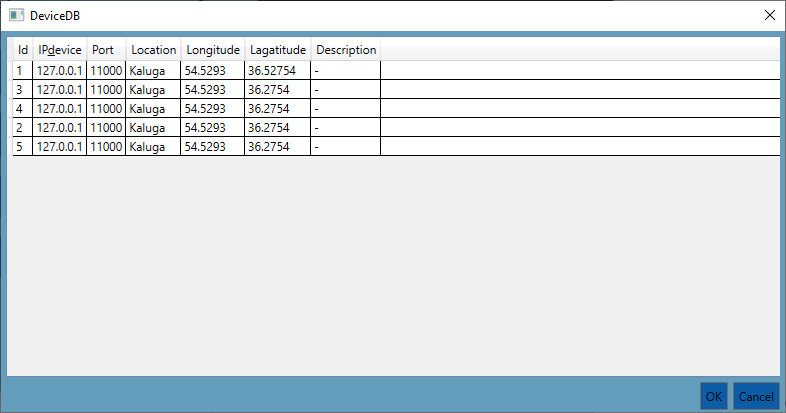 DeviceDB
Id IPdevice Port Location Longitude Lagatitude Description
1 127.0.0.1 11000 Kaluga 54.5293 36.52754 -
3 127.0.0.1 11000 Kaluga 54.5293 36.2754 -
4 127.0.0.1 11000 Kaluga 54.5293 36.2754 -
2 127.0.0.1 11000 Kaluga 54.5293 36.2754 -
5 127.0.0.1 11000 Kaluga 54.5293 36.2754 -
OK Cancel